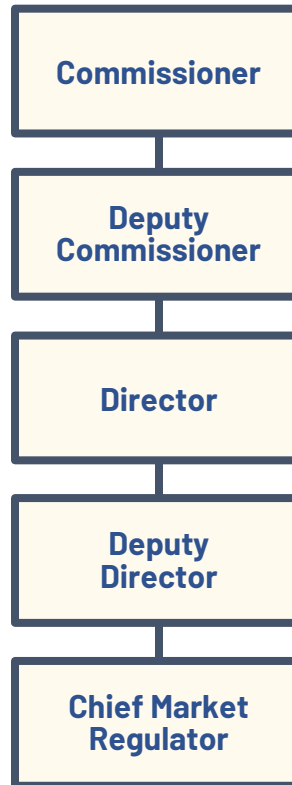 Commissioner
Deputy
Commissioner
Director
Deputy
Director
Chief Market
Regulator